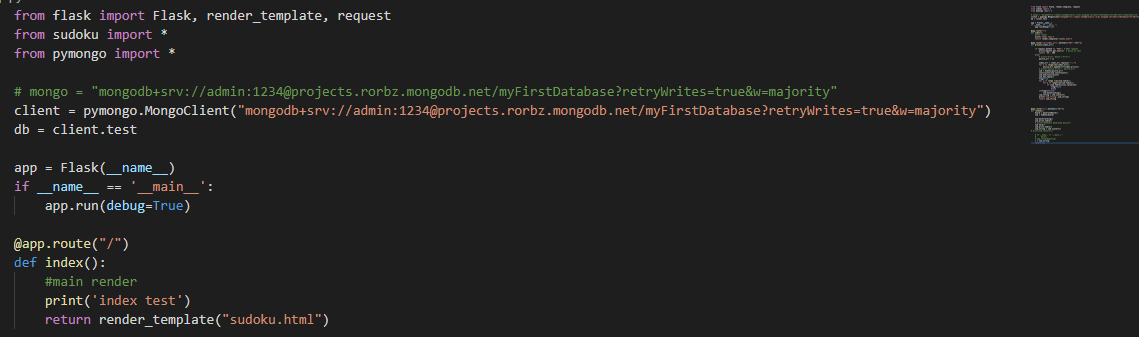 from flask import Flask, render_template, request
from sudoku import *
from pymongo import *
# mongo = "mongodb+srv://admin:1234@projects.rorbz.mongodb.net/myFirstDatabase?retryWrites=true&w=majority"
client = pymongo.MongoClient("mongodb+srv://admin:1234@projects.rorbz.mongodb.net/myFirstDatabase?retryWrites=true&w=majority")
db = client.test
app = Flask(__name__)
if __name__ == '__main__':
    app.run(debug=True)
@app.route("/")
def index():
    #main render
    print('index test')
    return render_template("sudoku.html")